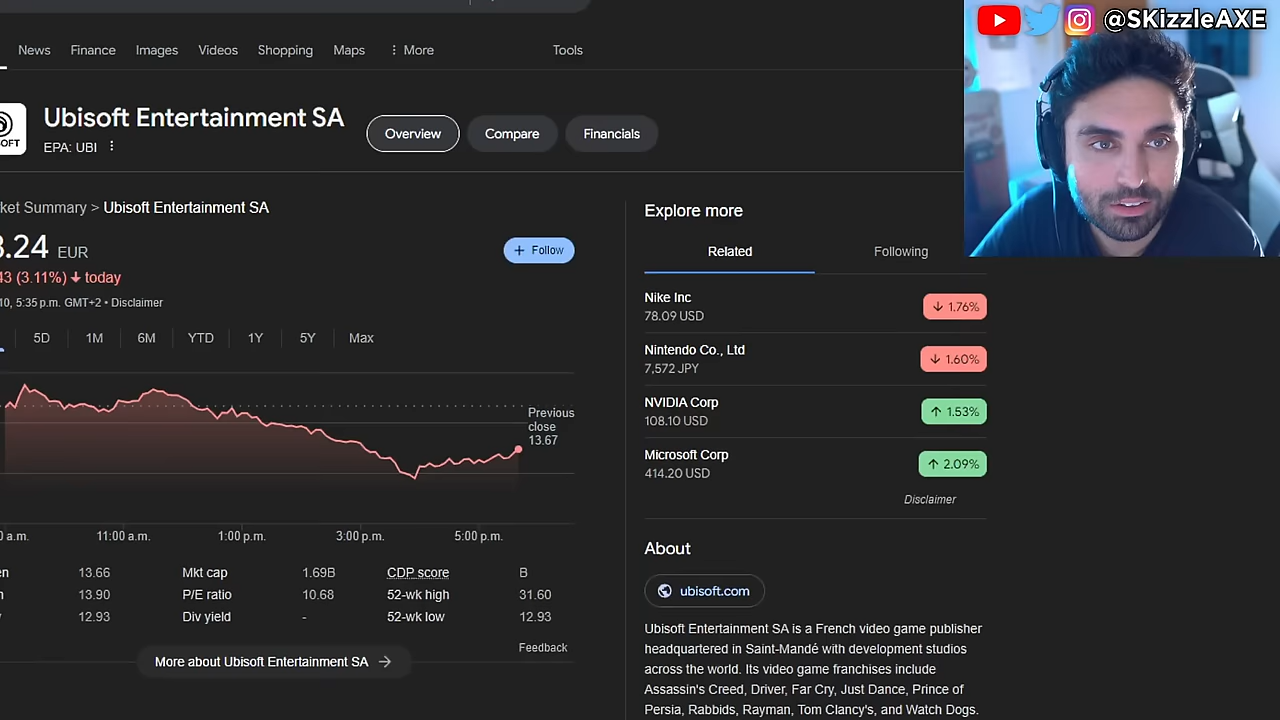 @SKizzleAXE
News
Finance
Images
Videos
Shopping
Maps
More
Tools
OFT
Ubisoft Entertainment SA
EPA: UBI
Overview
Compare
Financials
ket Summary > Ubisoft Entertainment SA
3.24 EUR
+ Follow
43 (3.11%) ↓ today
10, 5:35 p.m. GMT+2 • Disclaimer
5D
1M
6M
YTD
1Y
5Y
Max
Previous
close
13.67
0 a.m.
11:00 a.m.
1:00 p.m.
3:00 p.m.
5:00 p.m.
en 13.66 Mkt cap 1.69B CDP score B
13.90 P/E ratio 10.68 52-wk high 31.60
12.93 Div yield - 52-wk low 12.93
Feedback
More about Ubisoft Entertainment SA →
Explore more
Related
Following
Nike Inc
78.09 USD
↓ 1.76%
Nintendo Co., Ltd
7,572 JPY
↓ 1.60%
NVIDIA Corp
108.10 USD
↑ 1.53%
Microsoft Corp
414.20 USD
↑ 2.09%
Disclaimer
About
ubisoft.com
Ubisoft Entertainment SA is a French video game publisher
headquartered in Saint-Mandé with development studios
across the world. Its video game franchises include
Assassin's Creed, Driver, Far Cry, Just Dance, Prince of
Persia, Rabbids, Rayman, Tom Clancy's, and Watch Dogs.